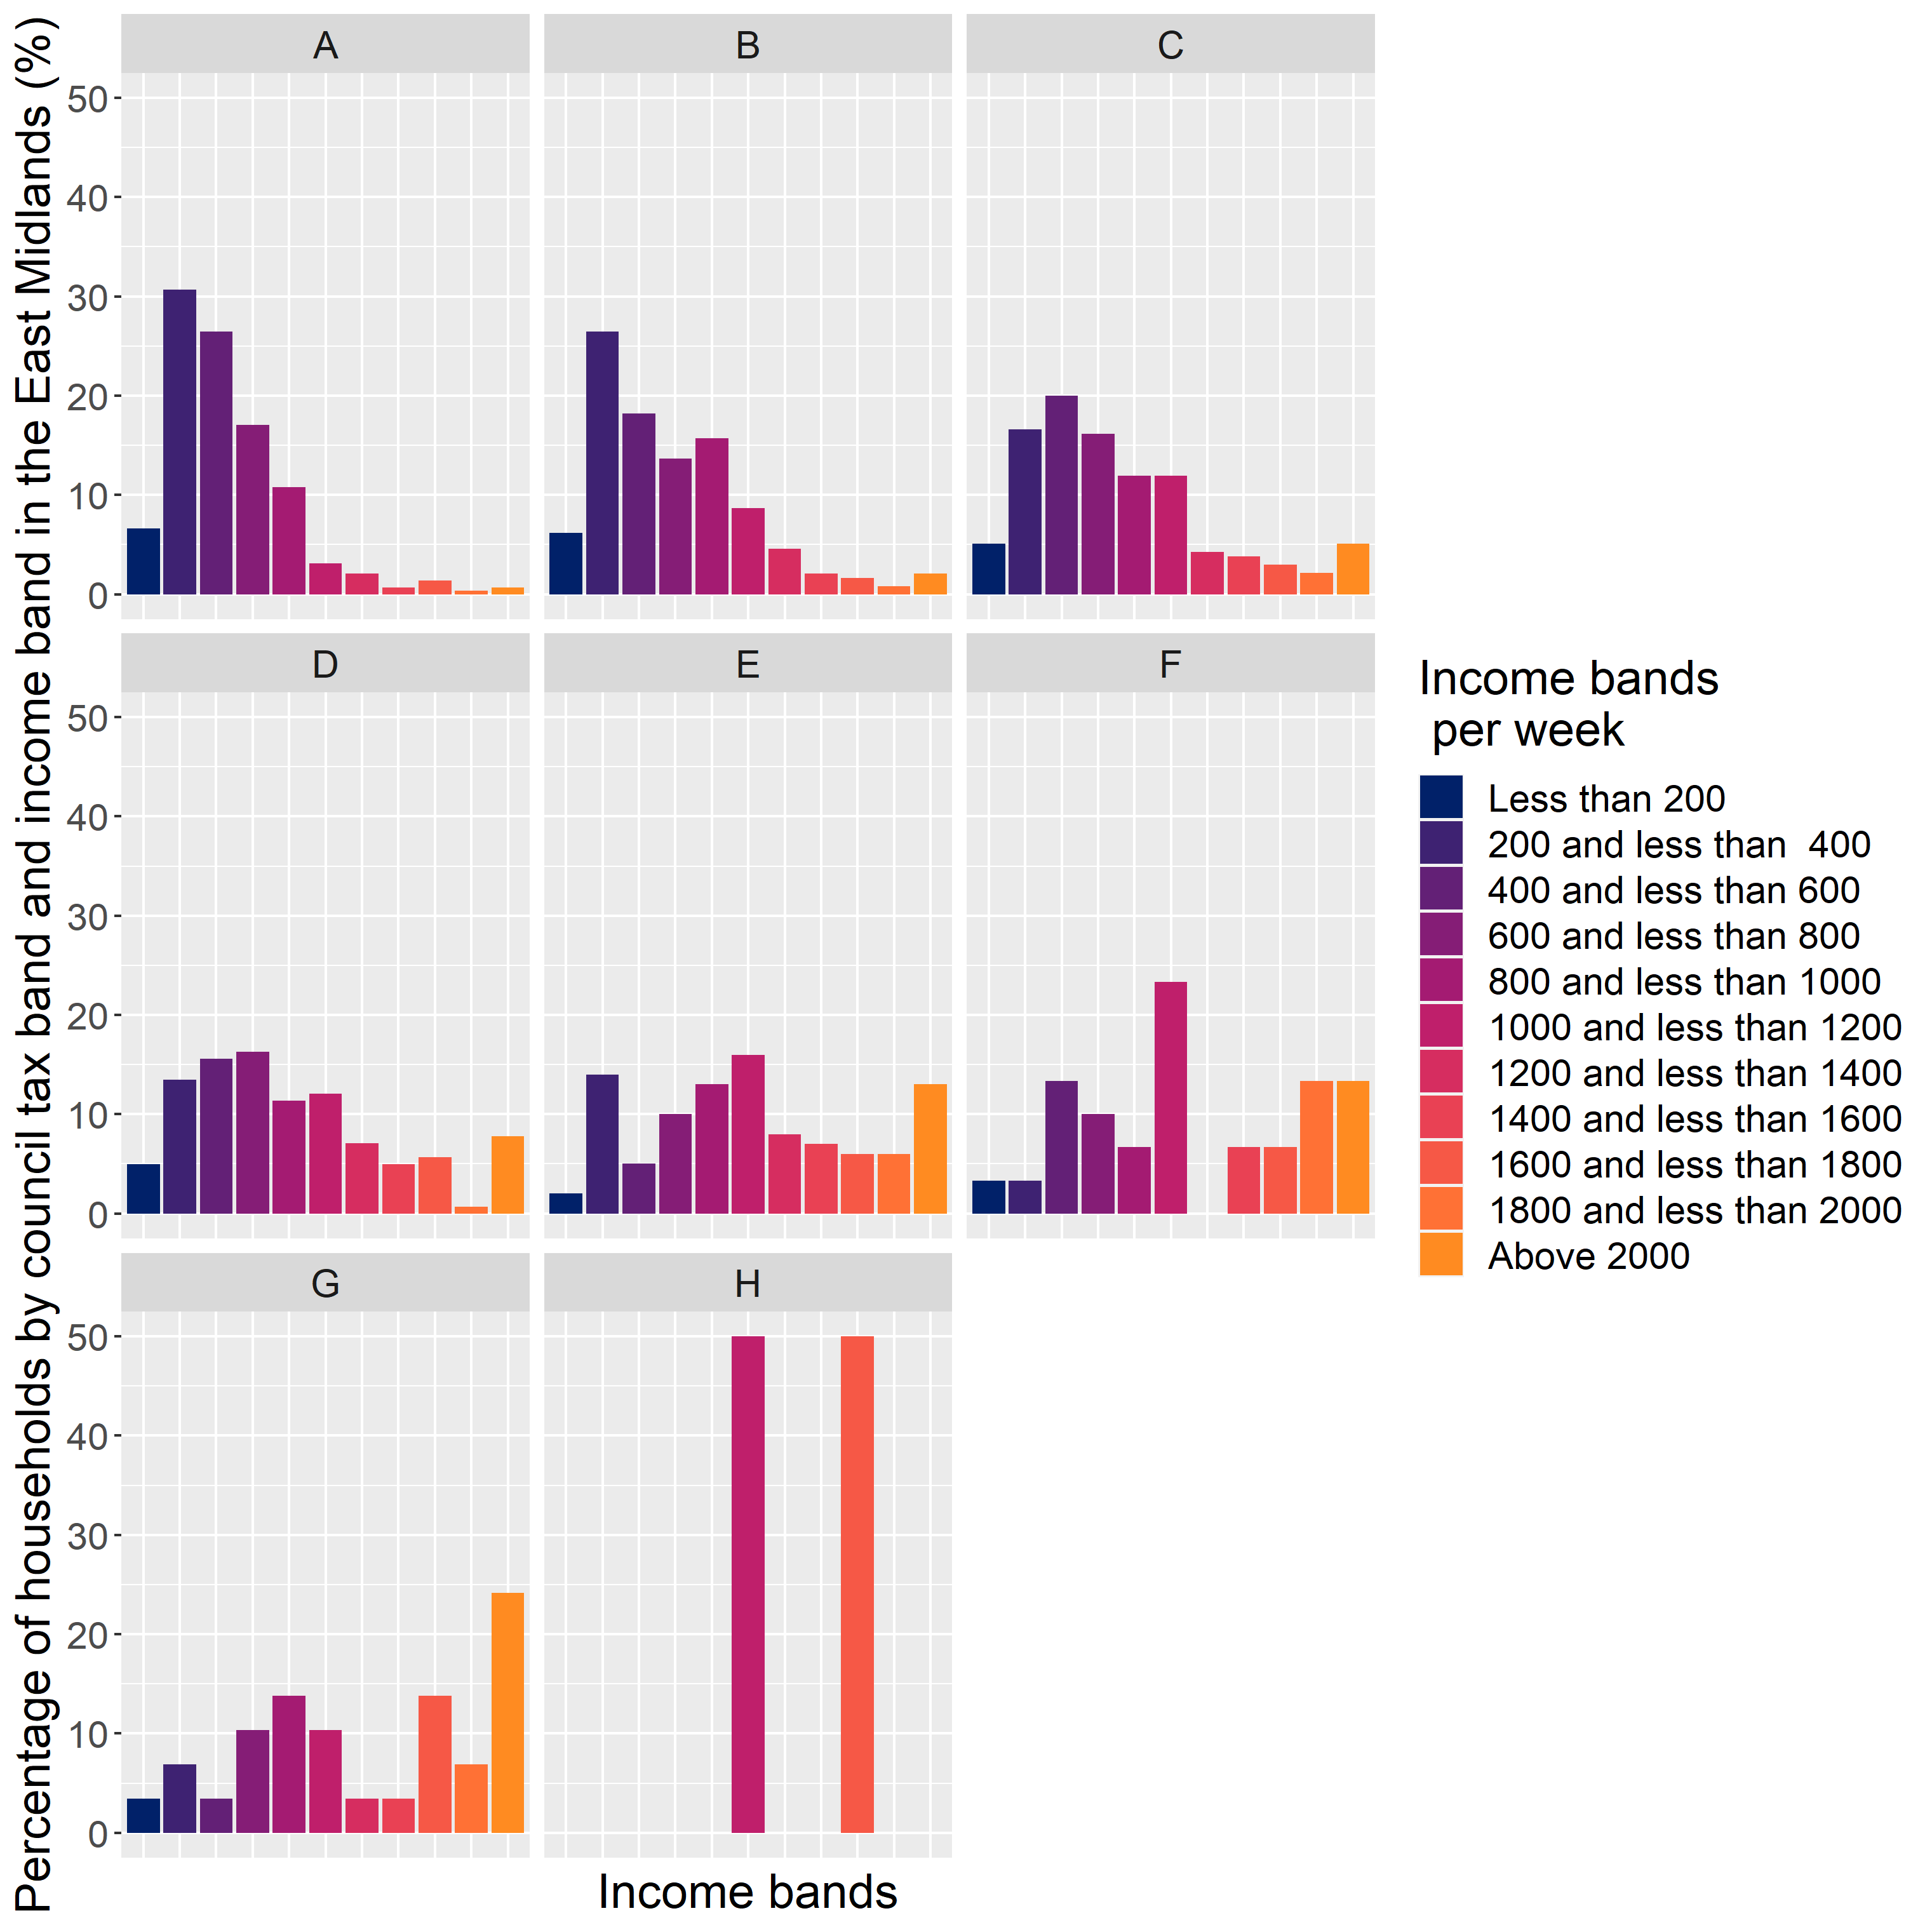 Percentage of households by council tax band and income band in the East Midlands (%)
A
B
C
50
40
30
20
10
0
D
E
F
50
40
30
20
10
0
G
H
50
40
30
20
10
0
Income bands
Income bands
per week
Less than 200
200 and less than  400
400 and less than 600
600 and less than 800
800 and less than 1000
1000 and less than 1200
1200 and less than 1400
1400 and less than 1600
1600 and less than 1800
1800 and less than 2000
Above 2000